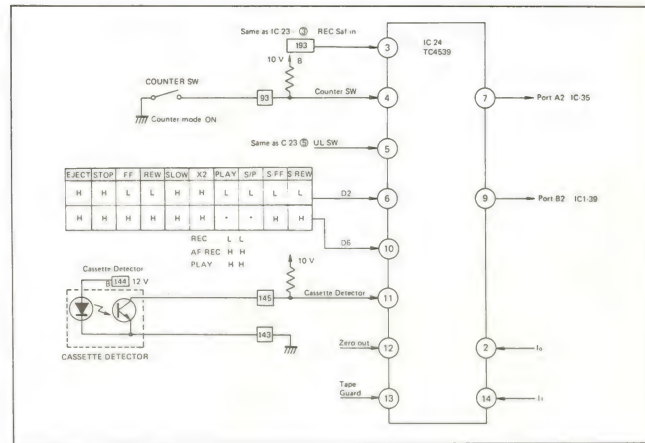 Same as IC 23 - ③ REC Saf in
193
3
IC 24
TC4539
10 V
B
COUNTER SW
93
Counter SW
4
7
Port A2 IC-35
Counter mode ON
Same as C 23 ⑤ UL SW
5
EJECT STOP FF REW SLOW X2 PLAY S/P S FF S REW
H H L L H H L L L L
D2
6
9
Port B2 IC1-39
H H H H H H * * H H
D6
10
REC L L
AF REC H H
PLAY H H
10 V
Cassette Detector
B 144 12 V
145
Cassette Detector
11
143
CASSETTE DETECTOR
Zero out
12
2
I₀
Tape
Guard
13
14
I₁